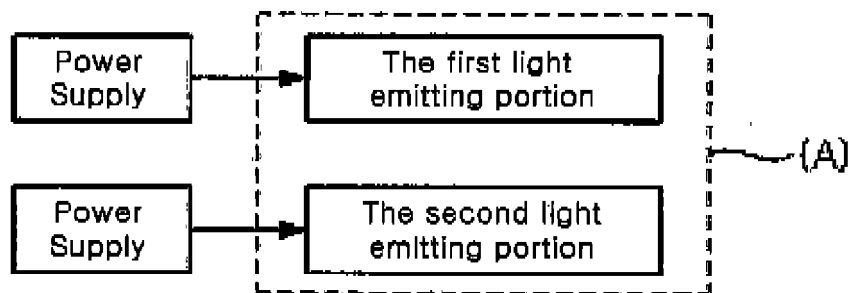 Power
Supply
The first light
emitting portion
(A)
Power
Supply
The second light
emitting portion